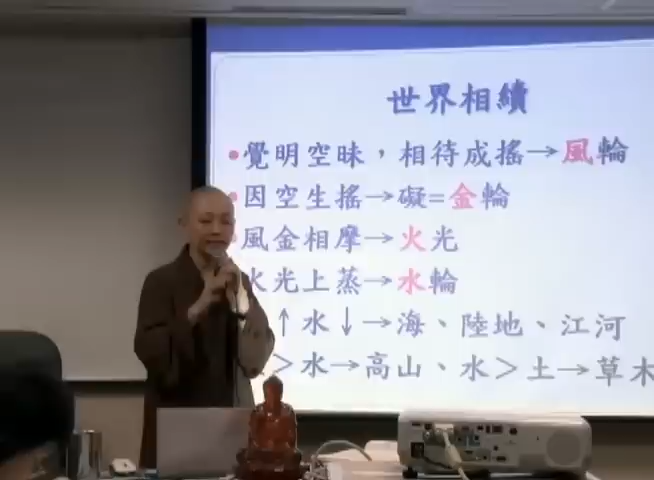 世界相續
•覺明空昧，相待成搖→風輪
•因空生搖→礙=金輪
•風金相摩→火光
火光上蒸→水輪
↑水↓→海、陸地、江河
>水→高山、水>土→草木